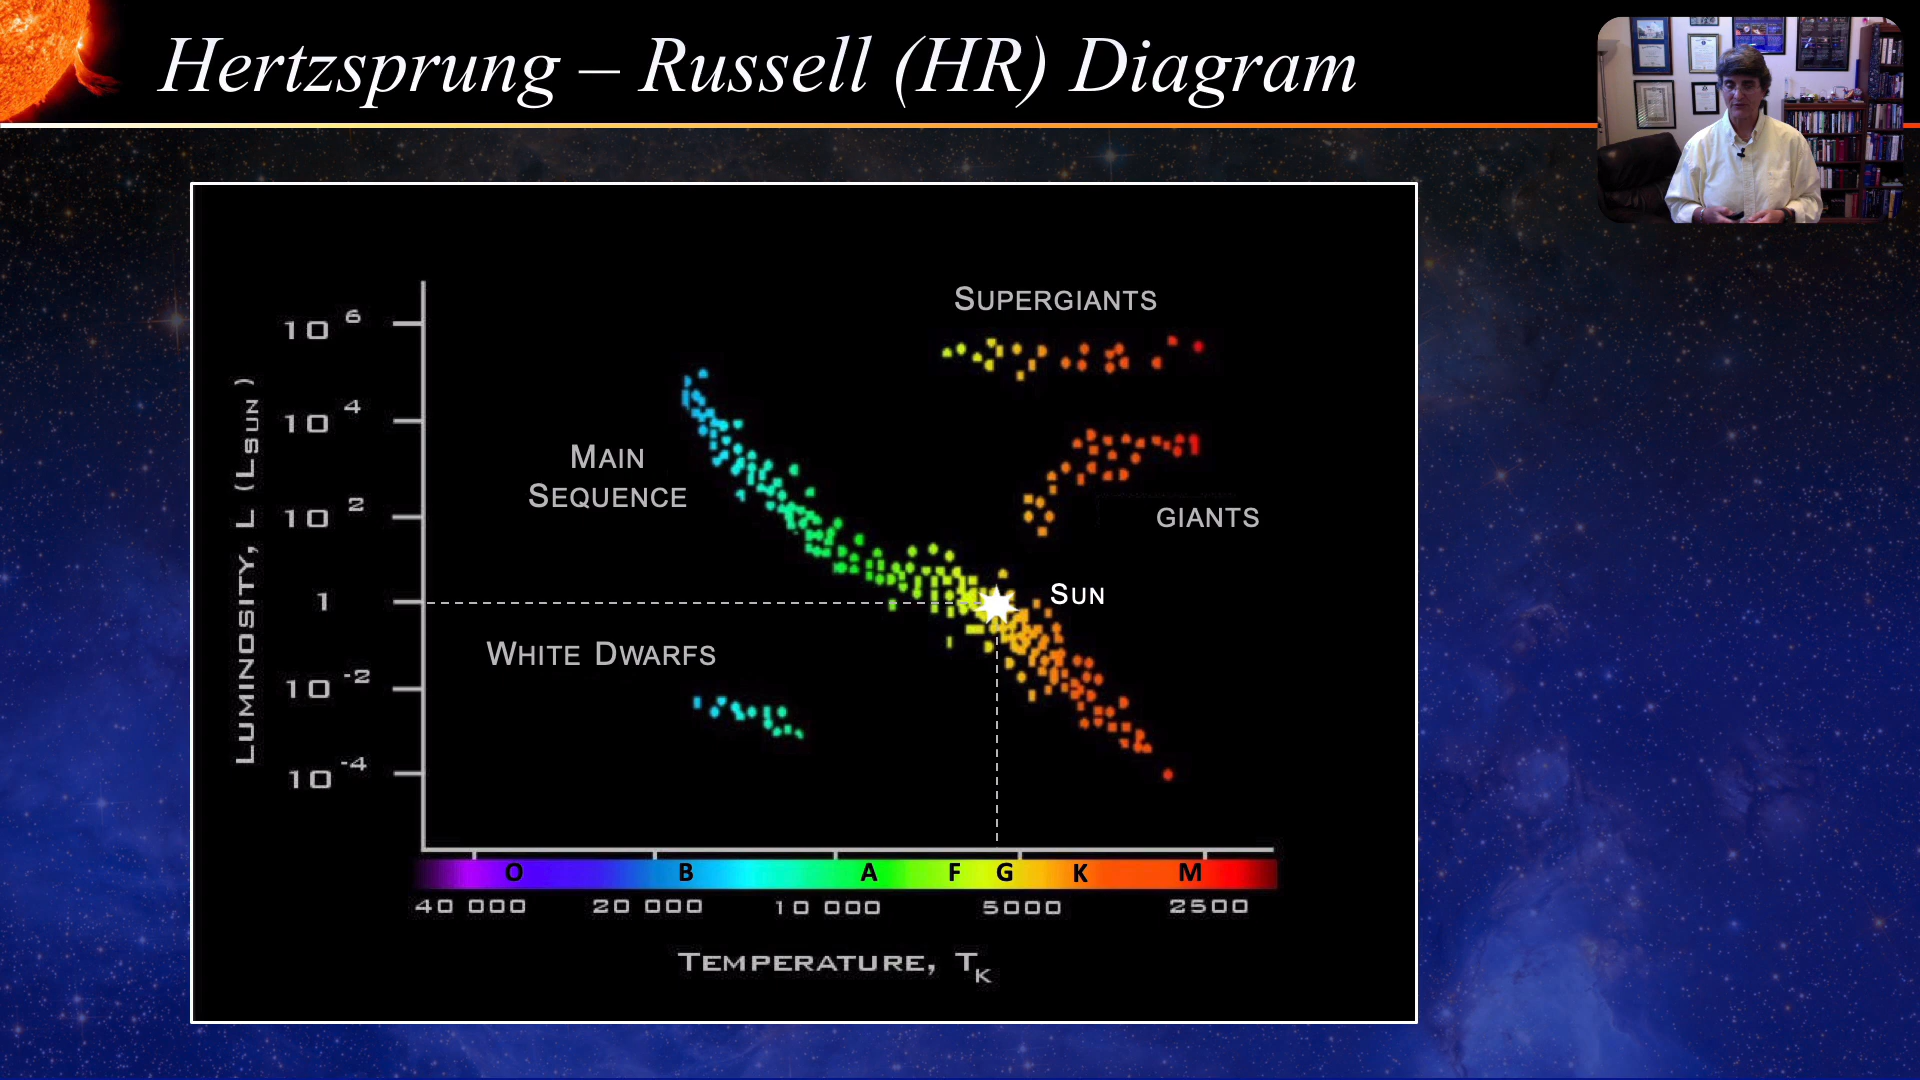 Hertzsprung – Russell (HR) Diagram
SUPERGIANTS
10 6
10 4
MAIN
SEQUENCE
10 2
GIANTS
SUN
1
WHITE DWARFS
10 -2
10 -4
LUMINOSITY, L (LSUN)
O B A F G K M
40 000 20 000 10 000 5000 2500
TEMPERATURE, TK